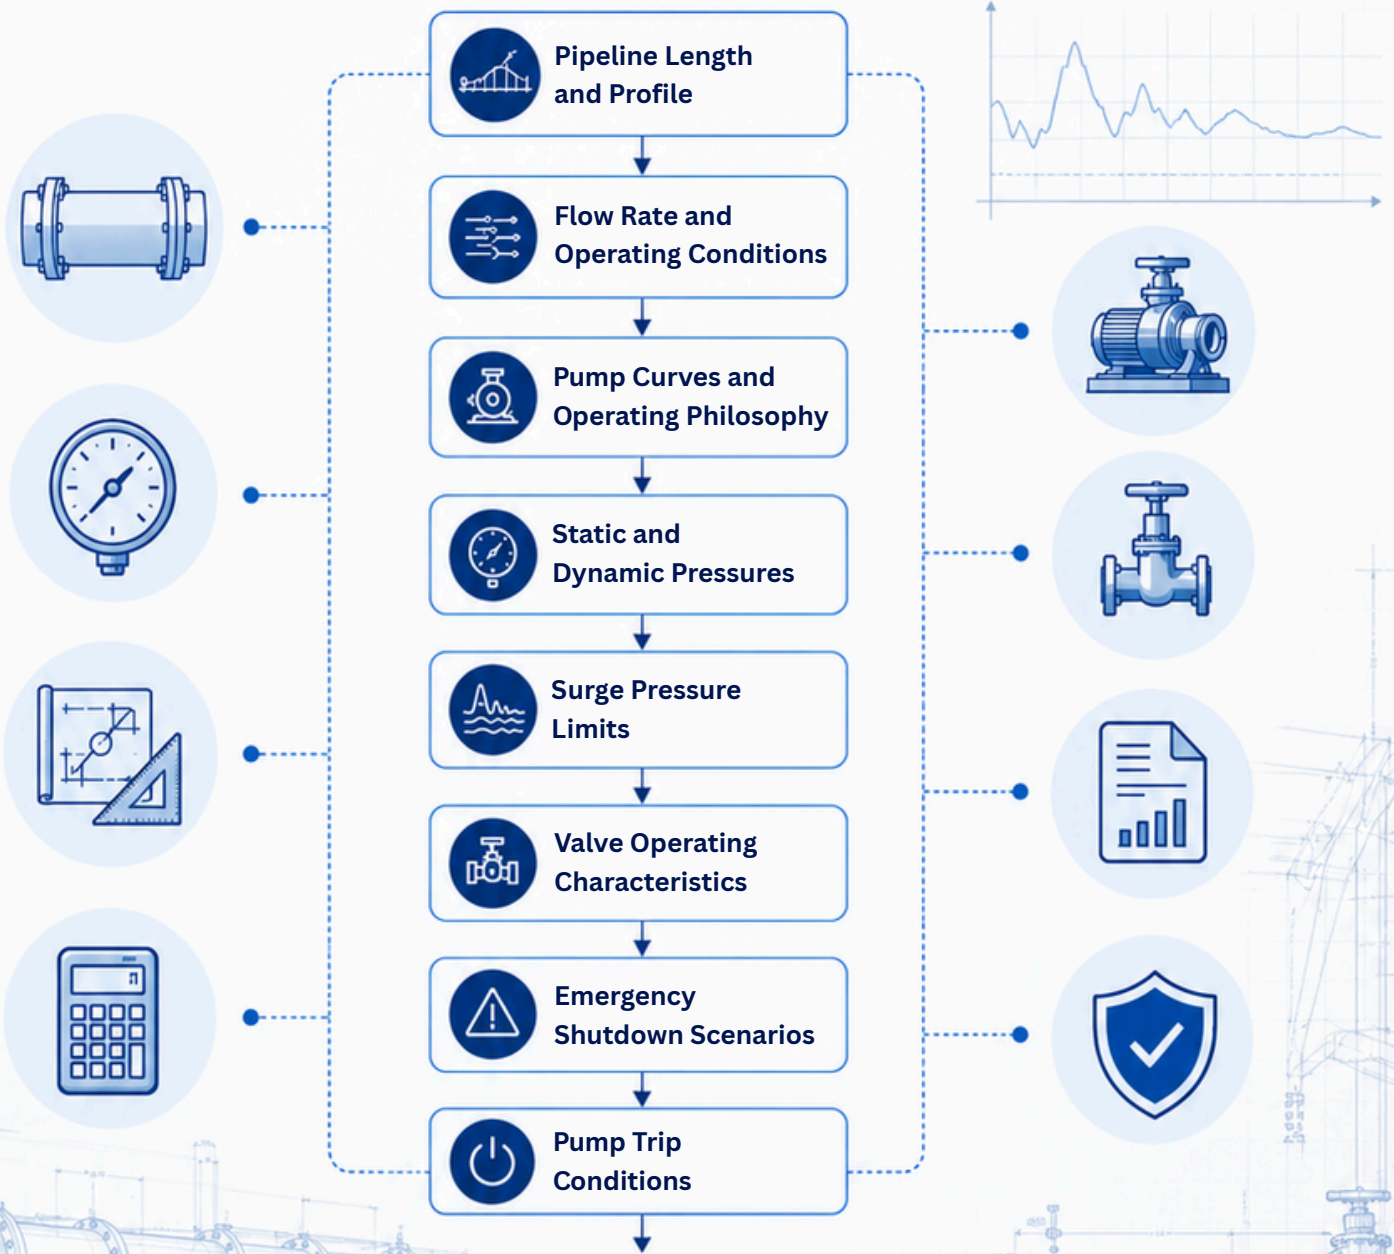 Pipeline Length
and Profile
Flow Rate and
Operating Conditions
Pump Curves and
Operating Philosophy
Static and
Dynamic Pressures
Surge Pressure
Limits
Valve Operating
Characteristics
Emergency
Shutdown Scenarios
Pump Trip
Conditions